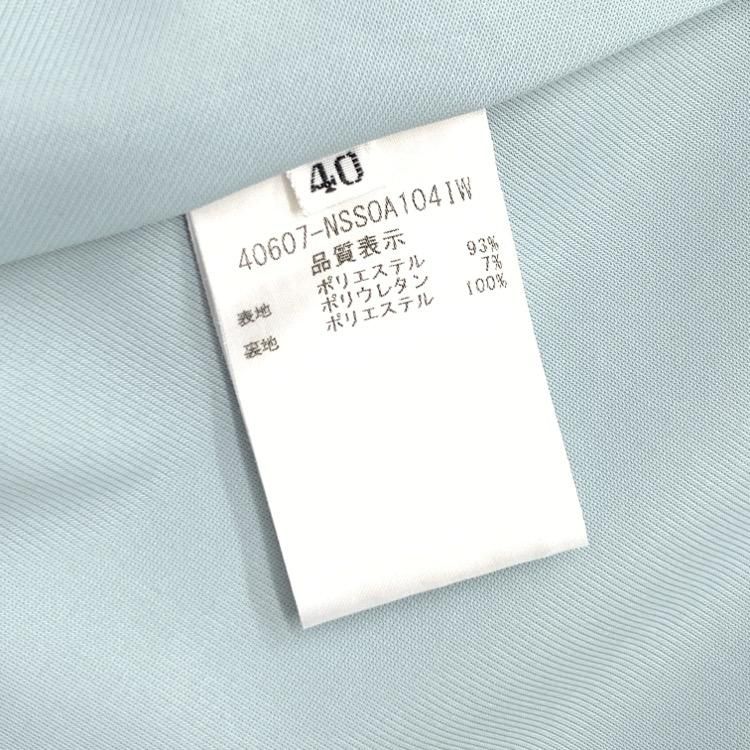 40
40607-NSS0A104IW
品質表示
表地 ポリエステル 93%
ポリウレタン 7%
裏地 ポリエステル 100%